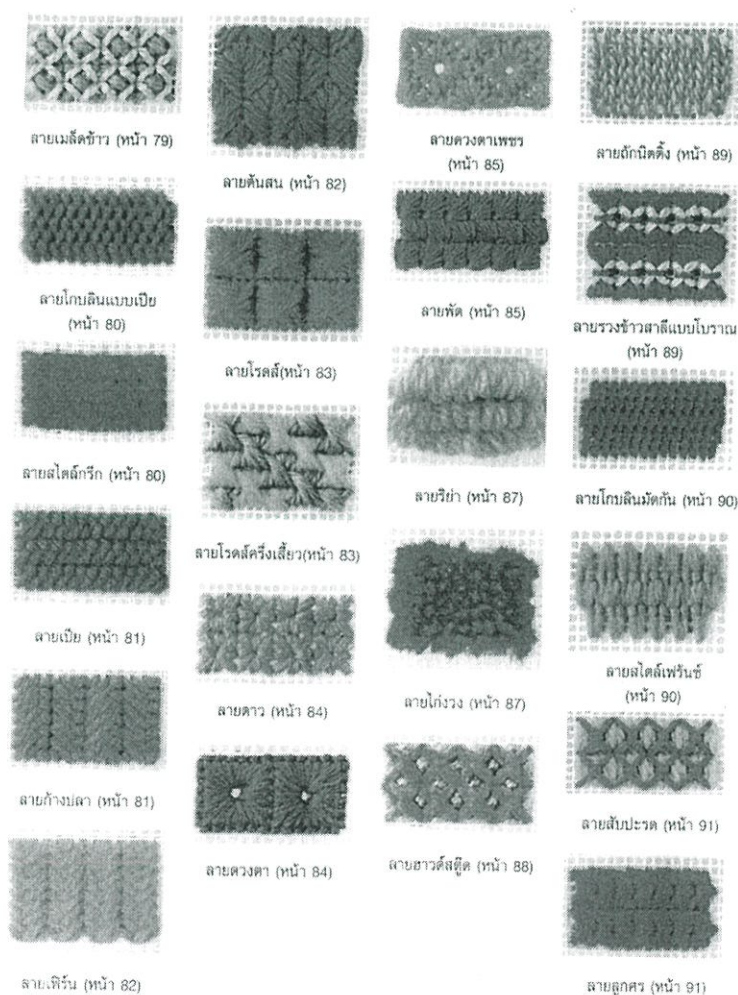 ลายเมล็ดข้าว (หน้า 79)
ลายโกบลินแบบเปีย
(หน้า 80)
ลายสไตล์กรีก (หน้า 80)
ลายเปีย (หน้า 81)
ลายก้างปลา (หน้า 81)
ลายเฟิร์น (หน้า 82)
ลายต้นสน (หน้า 82)
ลายโรดส์(หน้า 83)
ลายโรดส์ครึ่งเสี้ยว(หน้า 83)
ลายดาว (หน้า 84)
ลายดวงตา (หน้า 84)
ลายดวงตาเพชร
(หน้า 85)
ลายพัด (หน้า 85)
ลายริย่า (หน้า 87)
ลายไก่งวง (หน้า 87)
ลายฮาวด์สตู๊ด (หน้า 88)
ลายถักนิตติ้ง (หน้า 89)
ลายรวงข้าวสาลีแบบโบราณ
(หน้า 89)
ลายโกบลินมัดกัน (หน้า 90)
ลายสไตล์เฟร้นซ์
(หน้า 90)
ลายสับปะรด (หน้า 91)
ลายลูกศร (หน้า 91)